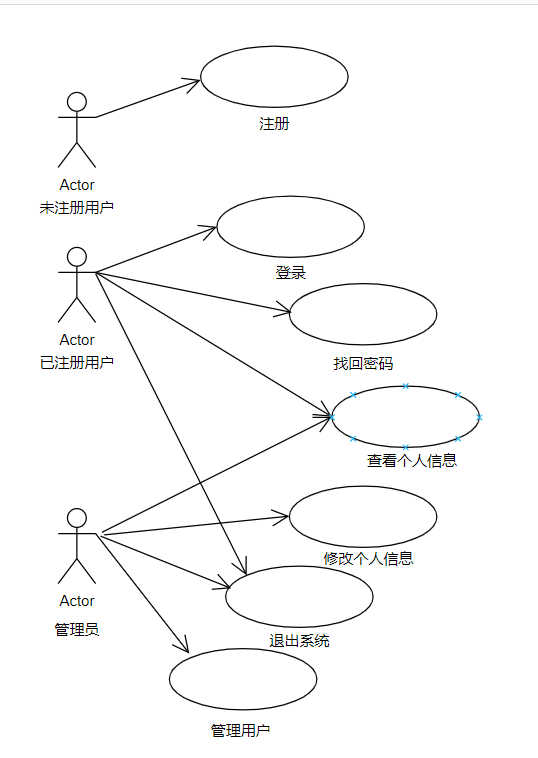 注册
Actor
未注册用户
登录
Actor
已注册用户
找回密码
查看个人信息
修改个人信息
Actor
管理员
退出系统
管理用户